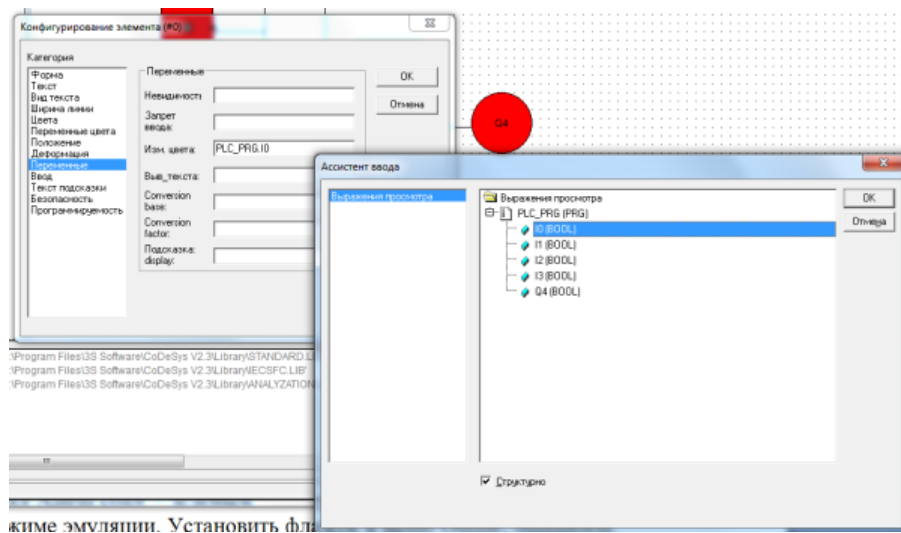 Конфигурирование элемента (#0)
Категория
Форма
Текст
Вид текста
Ширина линии
Цвета
Переменные цвета
Положение
Деформация
Переменные
Ввод
Текст подсказки
Безопасность
Программируемость
Переменные
Невидимость
Запрет ввода:
Изм. цвета: PLC_PRG.I0
Выв_текста:
Conversion base:
Conversion factor:
Подсказка: display:
OK
Отмена
Q4
Ассистент ввода
Выражения просмотра
Выражения просмотра
PLC_PRG (PRG)
I0 (BOOL)
I1 (BOOL)
I2 (BOOL)
I3 (BOOL)
Q4 (BOOL)
OK
Отмена
Структурно
:\Program Files\3S Software\CoDeSys V2.3\Library\STANDARD.L
:\Program Files\3S Software\CoDeSys V2.3\Library\IECSFC.LIB'
:\Program Files\3S Software\CoDeSys V2.3\Library\ANALYZATION
жиме эмуляции. Установить фла